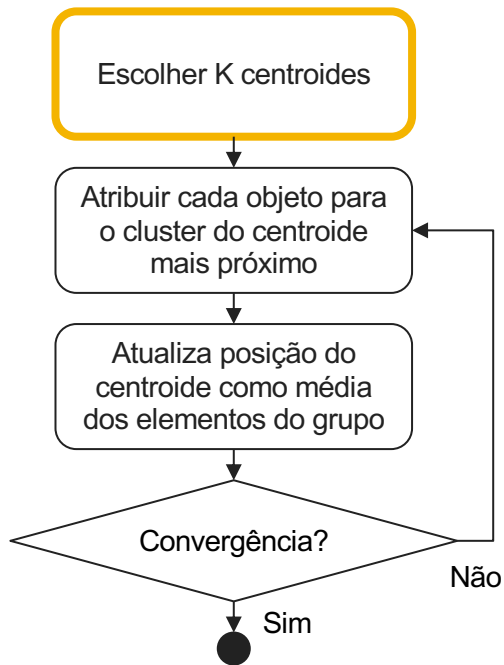 Escolher K centroides
Atribuir cada objeto para
o cluster do centroide
mais próximo
Atualiza posição do
centroide como média
dos elementos do grupo
Convergência?
Não
Sim